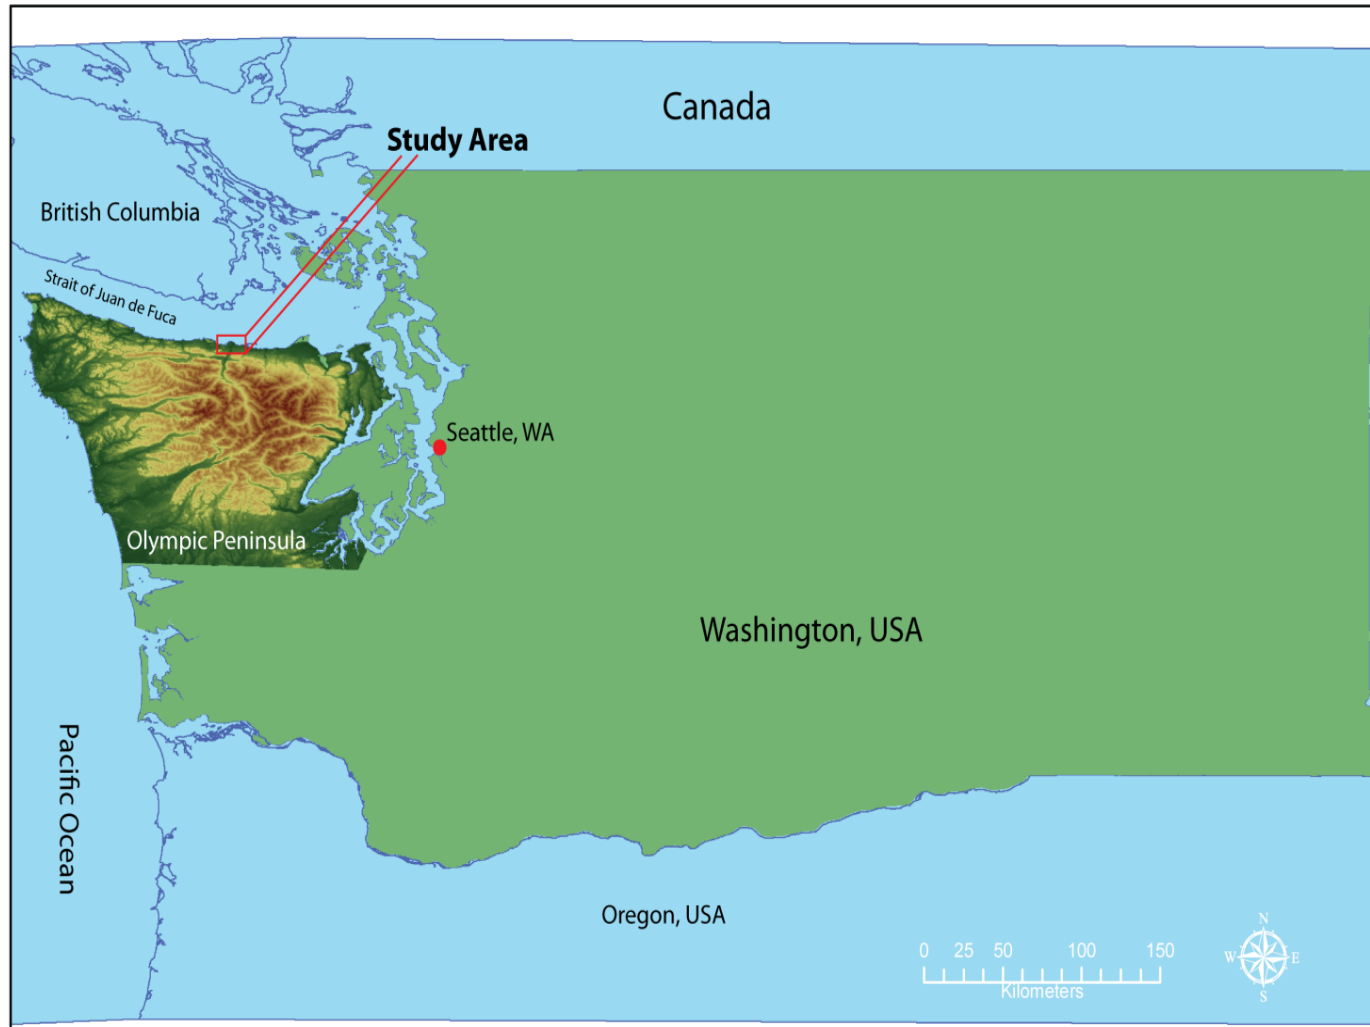 Canada
Study Area
British Columbia
Strait of Juan de Fuca
Seattle, WA
Olympic Peninsula
Washington, USA
Pacific Ocean
Oregon, USA
0 25 50 100 150
Kilometers
N
W E
S